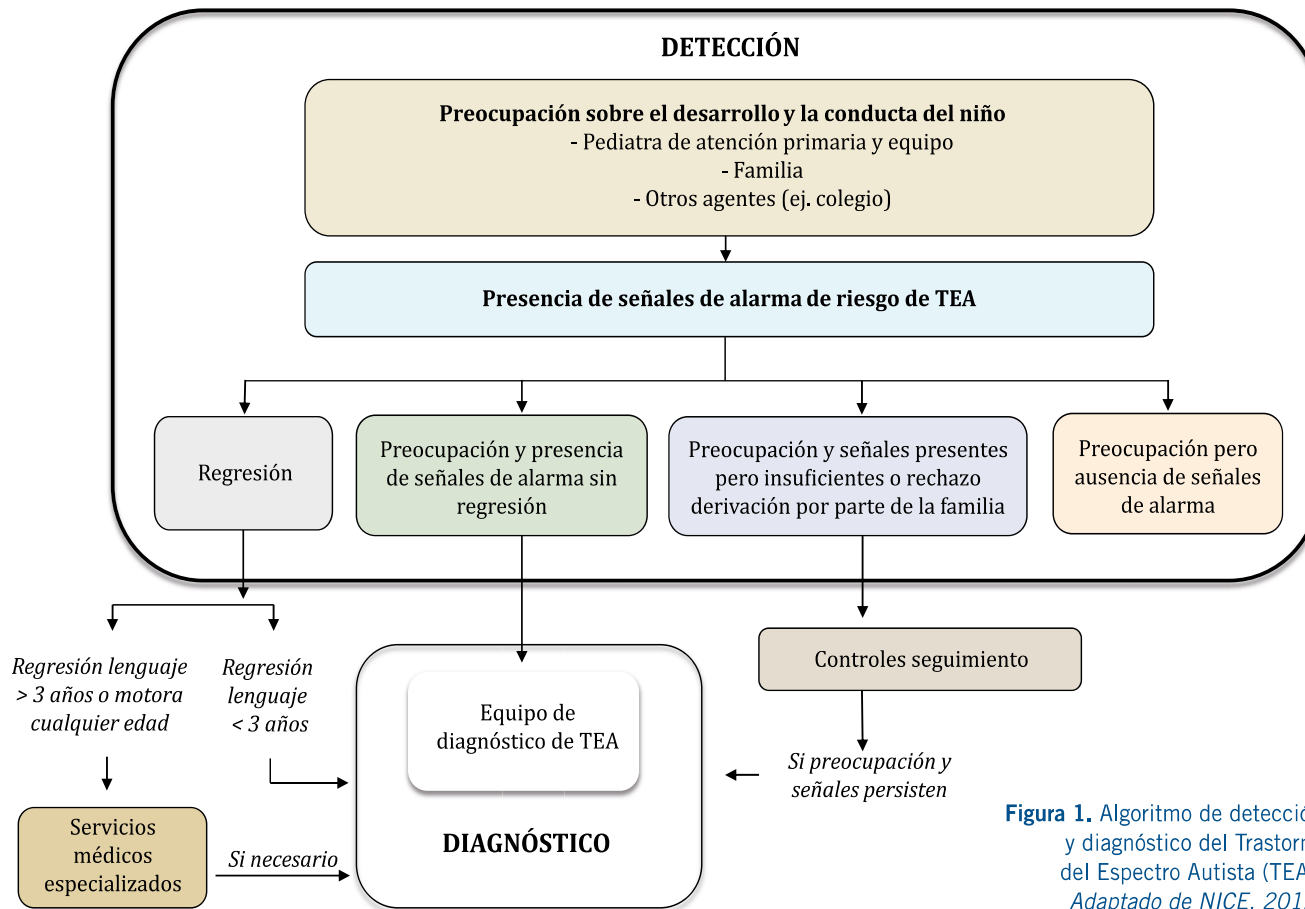 DETECCIÓN
Preocupación sobre el desarrollo y la conducta del niño
- Pediatra de atención primaria y equipo
- Familia
- Otros agentes (ej. colegio)
Presencia de señales de alarma de riesgo de TEA
Regresión
Preocupación y presencia
de señales de alarma sin
regresión
Preocupación y señales presentes
pero insuficientes o rechazo
derivación por parte de la familia
Preocupación pero
ausencia de señales
de alarma
Regresión lenguaje
> 3 años o motora
cualquier edad
Regresión
lenguaje
< 3 años
Equipo de
diagnóstico de TEA
DIAGNÓSTICO
Controles seguimiento
Si preocupación y
señales persisten
Servicios
médicos
especializados
Si necesario
Figura 1. Algoritmo de detecció
y diagnóstico del Trastorn
del Espectro Autista (TEA
Adaptado de NICE, 201